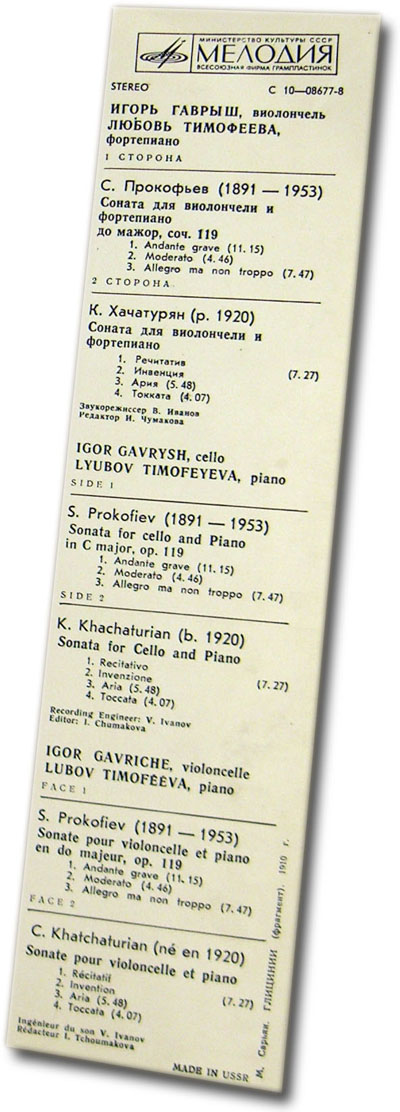 МИНИСТЕРСТВО КУЛЬТУРЫ СССР
МЕЛОДИЯ
ВСЕСОЮЗНАЯ ФИРМА ГРАМПЛАСТИНОК
STEREO С 10—08677-8
ИГОРЬ ГАВРЫШ, виолончель
ЛЮБОВЬ ТИМОФЕЕВА,
фортепиано
1 СТОРОНА
С. Прокофьев (1891 — 1953)
Соната для виолончели и
фортепиано
до мажор, соч. 119
1. Andante grave (11. 15)
2. Moderato (4. 46)
3. Allegro ma non troppo (7. 47)
2 СТОРОНА
К. Хачатурян (р. 1920)
Соната для виолончели и
фортепиано
1. Речитатив
2. Инвенция (7. 27)
3. Ария (5. 48)
4. Токката (4. 07)
Звукорежиссер В. Иванов
Редактор И. Чумакова
IGOR GAVRYSH, cello
LYUBOV TIMOFEYEVA, piano
SIDE 1
S. Prokofiev (1891 — 1953)
Sonata for cello and Piano
in C major, op. 119
1. Andante grave (11. 15)
2. Moderato (4. 46)
3. Allegro ma non troppo (7. 47)
SIDE 2
K. Khachaturian (b. 1920)
Sonata for Cello and Piano
1. Recitativo
2. Invenzione (7. 27)
3. Aria (5. 48)
4. Toccata (4. 07)
Recording Engineer: V. Ivanov
Editor: I. Chumakova
IGOR GAVRICHE, violoncelle
LUBOV TIMOFÉÈVA, piano
FACE 1
S. Prokofiev (1891 — 1953)
Sonate pour violoncelle et piano
en do majeur, op. 119
1. Andante grave (11. 15)
2. Moderato (4. 46)
3. Allegro ma non troppo (7. 47)
FACE 2
C. Khatchaturian (né en 1920)
Sonate pour violoncelle et piano
1. Récitatif
2. Invention (7. 27)
3. Aria (5. 48)
4. Toccata (4. 07)
Ingénieur du son V. Ivanov
Rédacteur I. Tchoumakova
MADE IN USSR
М. Сарьян. ГЛИЦИНИИ (фрагмент). 1910 г.